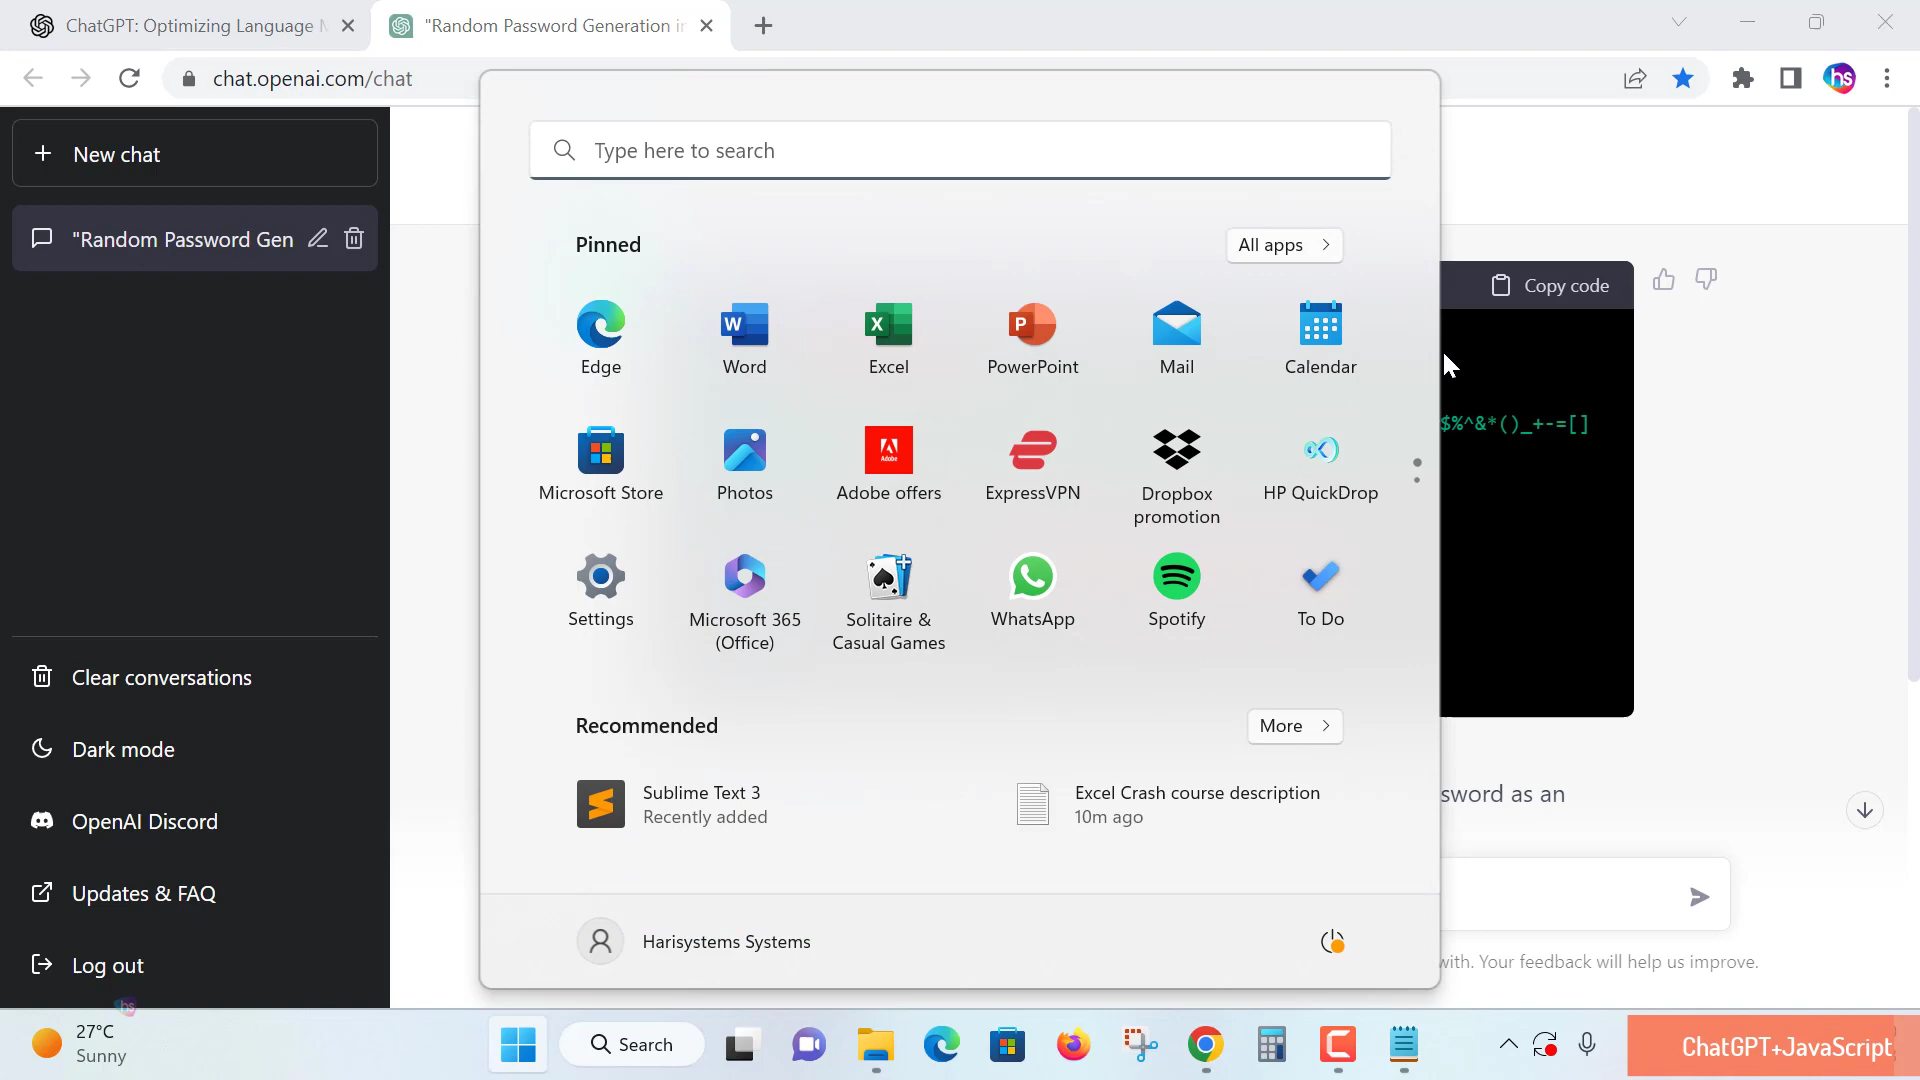 ChatGPT: Optimizing Language
"Random Password Generation in
chat.openai.com/chat
hs
New chat
"Random Password Gen
Clear conversations
Dark mode
OpenAI Discord
Updates & FAQ
Log out
Type here to search
Pinned
All apps
Edge
Word
Excel
PowerPoint
Mail
Calendar
Microsoft Store
Photos
Adobe
Adobe offers
ExpressVPN
Dropbox
promotion
HP QuickDrop
Settings
Microsoft 365
(Office)
Solitaire &
Casual Games
WhatsApp
Spotify
To Do
Recommended
More
Sublime Text 3
Recently added
Excel Crash course description
10m ago
Harisystems Systems
Copy code
$%^&*()_+-=[]
sword as an
with. Your feedback will help us improve.
hs
27°C
Sunny
Search
ChatGPT+JavaScript